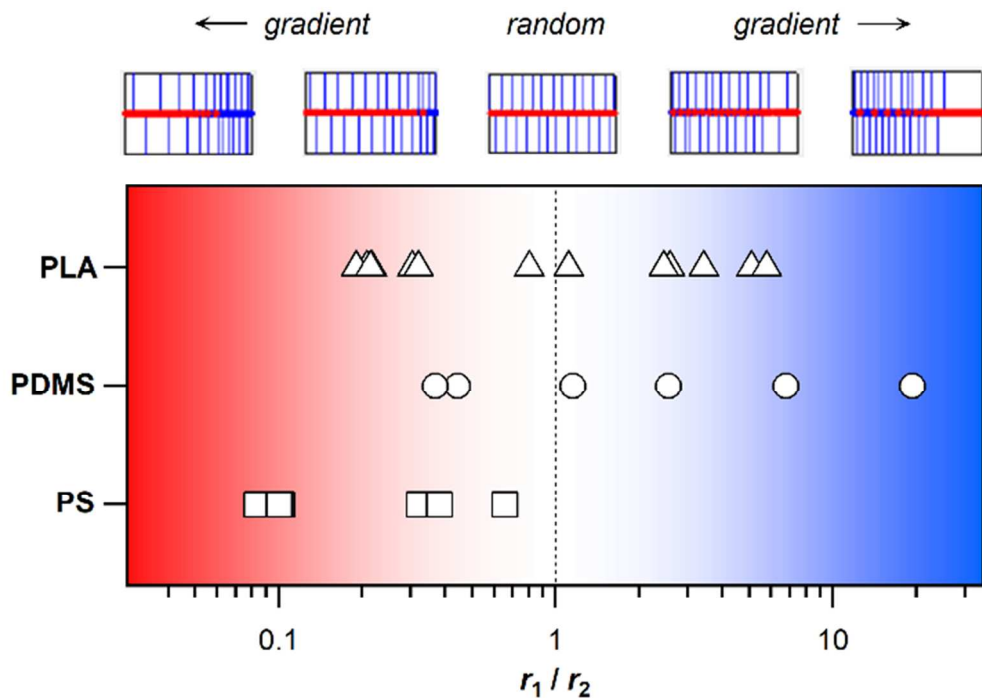 ← gradient random gradient →
PLA
PDMS
PS
0.1 1 10
r1 / r2